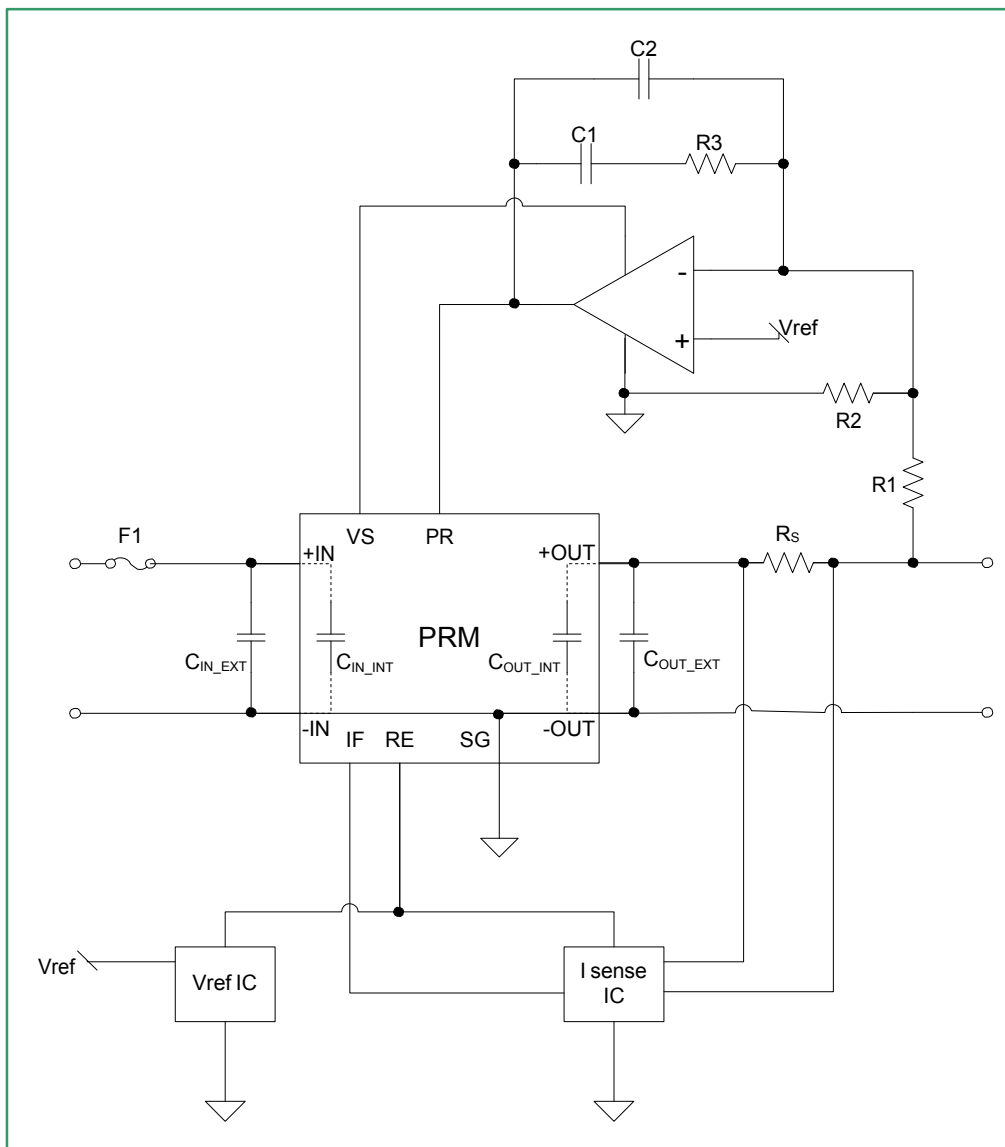 C2
C1
R3
-
+
Vref
R2
R1
F1
VS
PR
RS
+IN
+OUT
PRM
CIN_EXT
CIN_INT
COUT_INT
COUT_EXT
-IN
-OUT
IF
RE
SG
Vref
Vref IC
I sense
IC